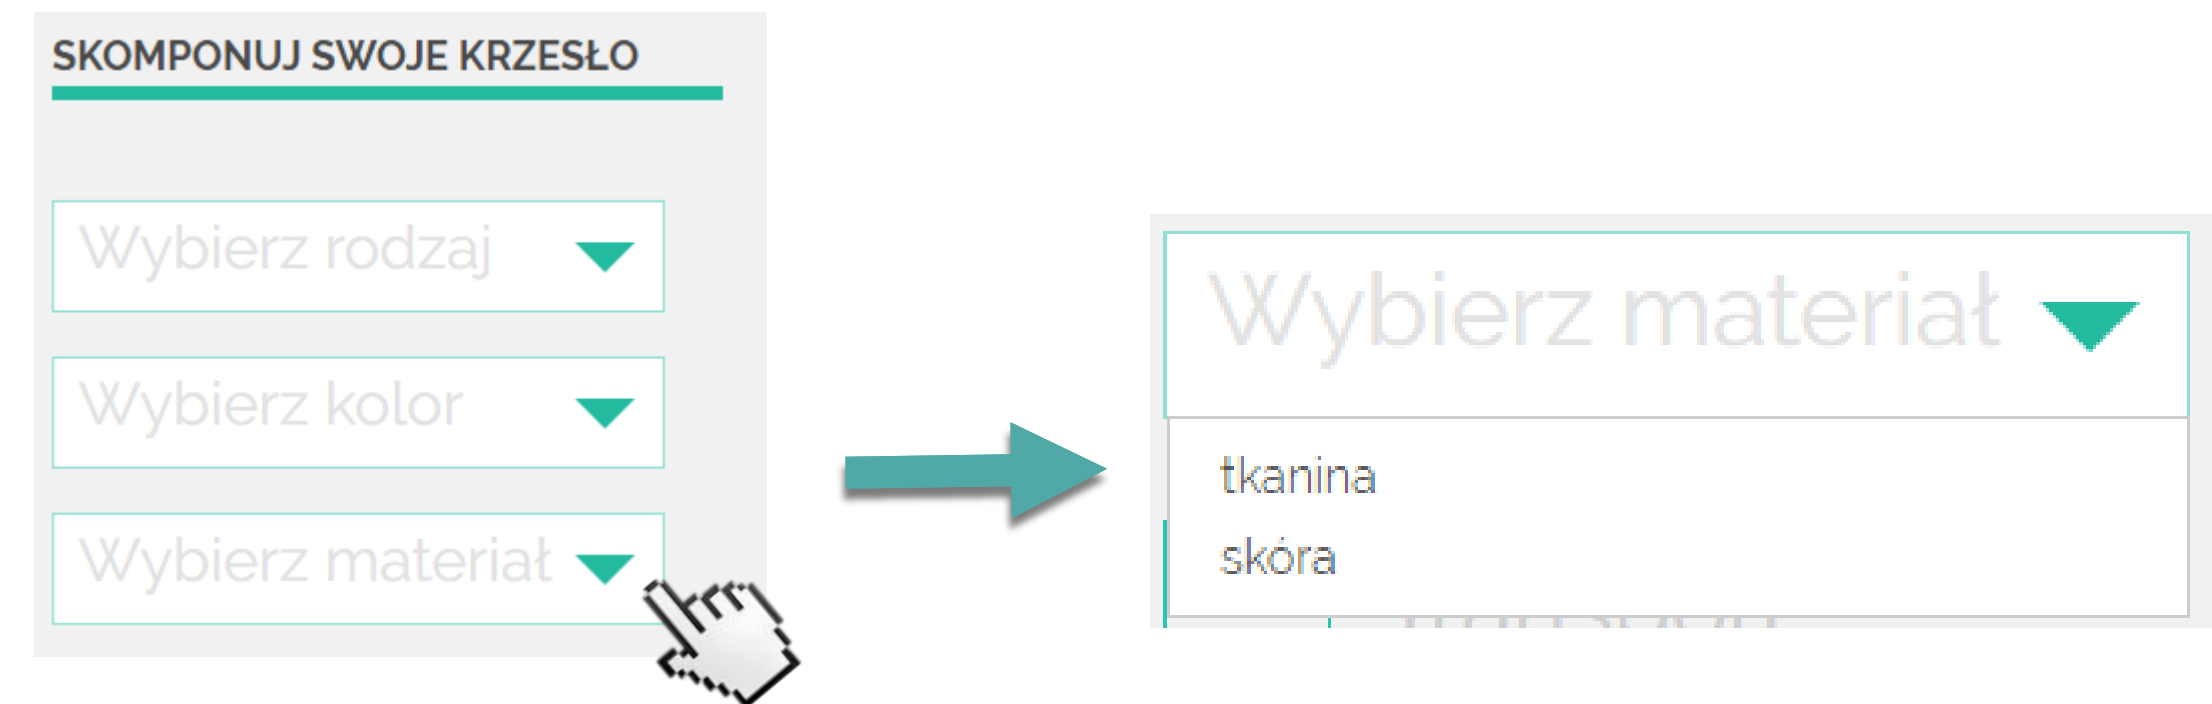 SKOMPONUJ SWOJE KRZESŁO
Wybierz rodzaj
Wybierz kolor
Wybierz materiał
Wybierz materiał
tkanina
skóra